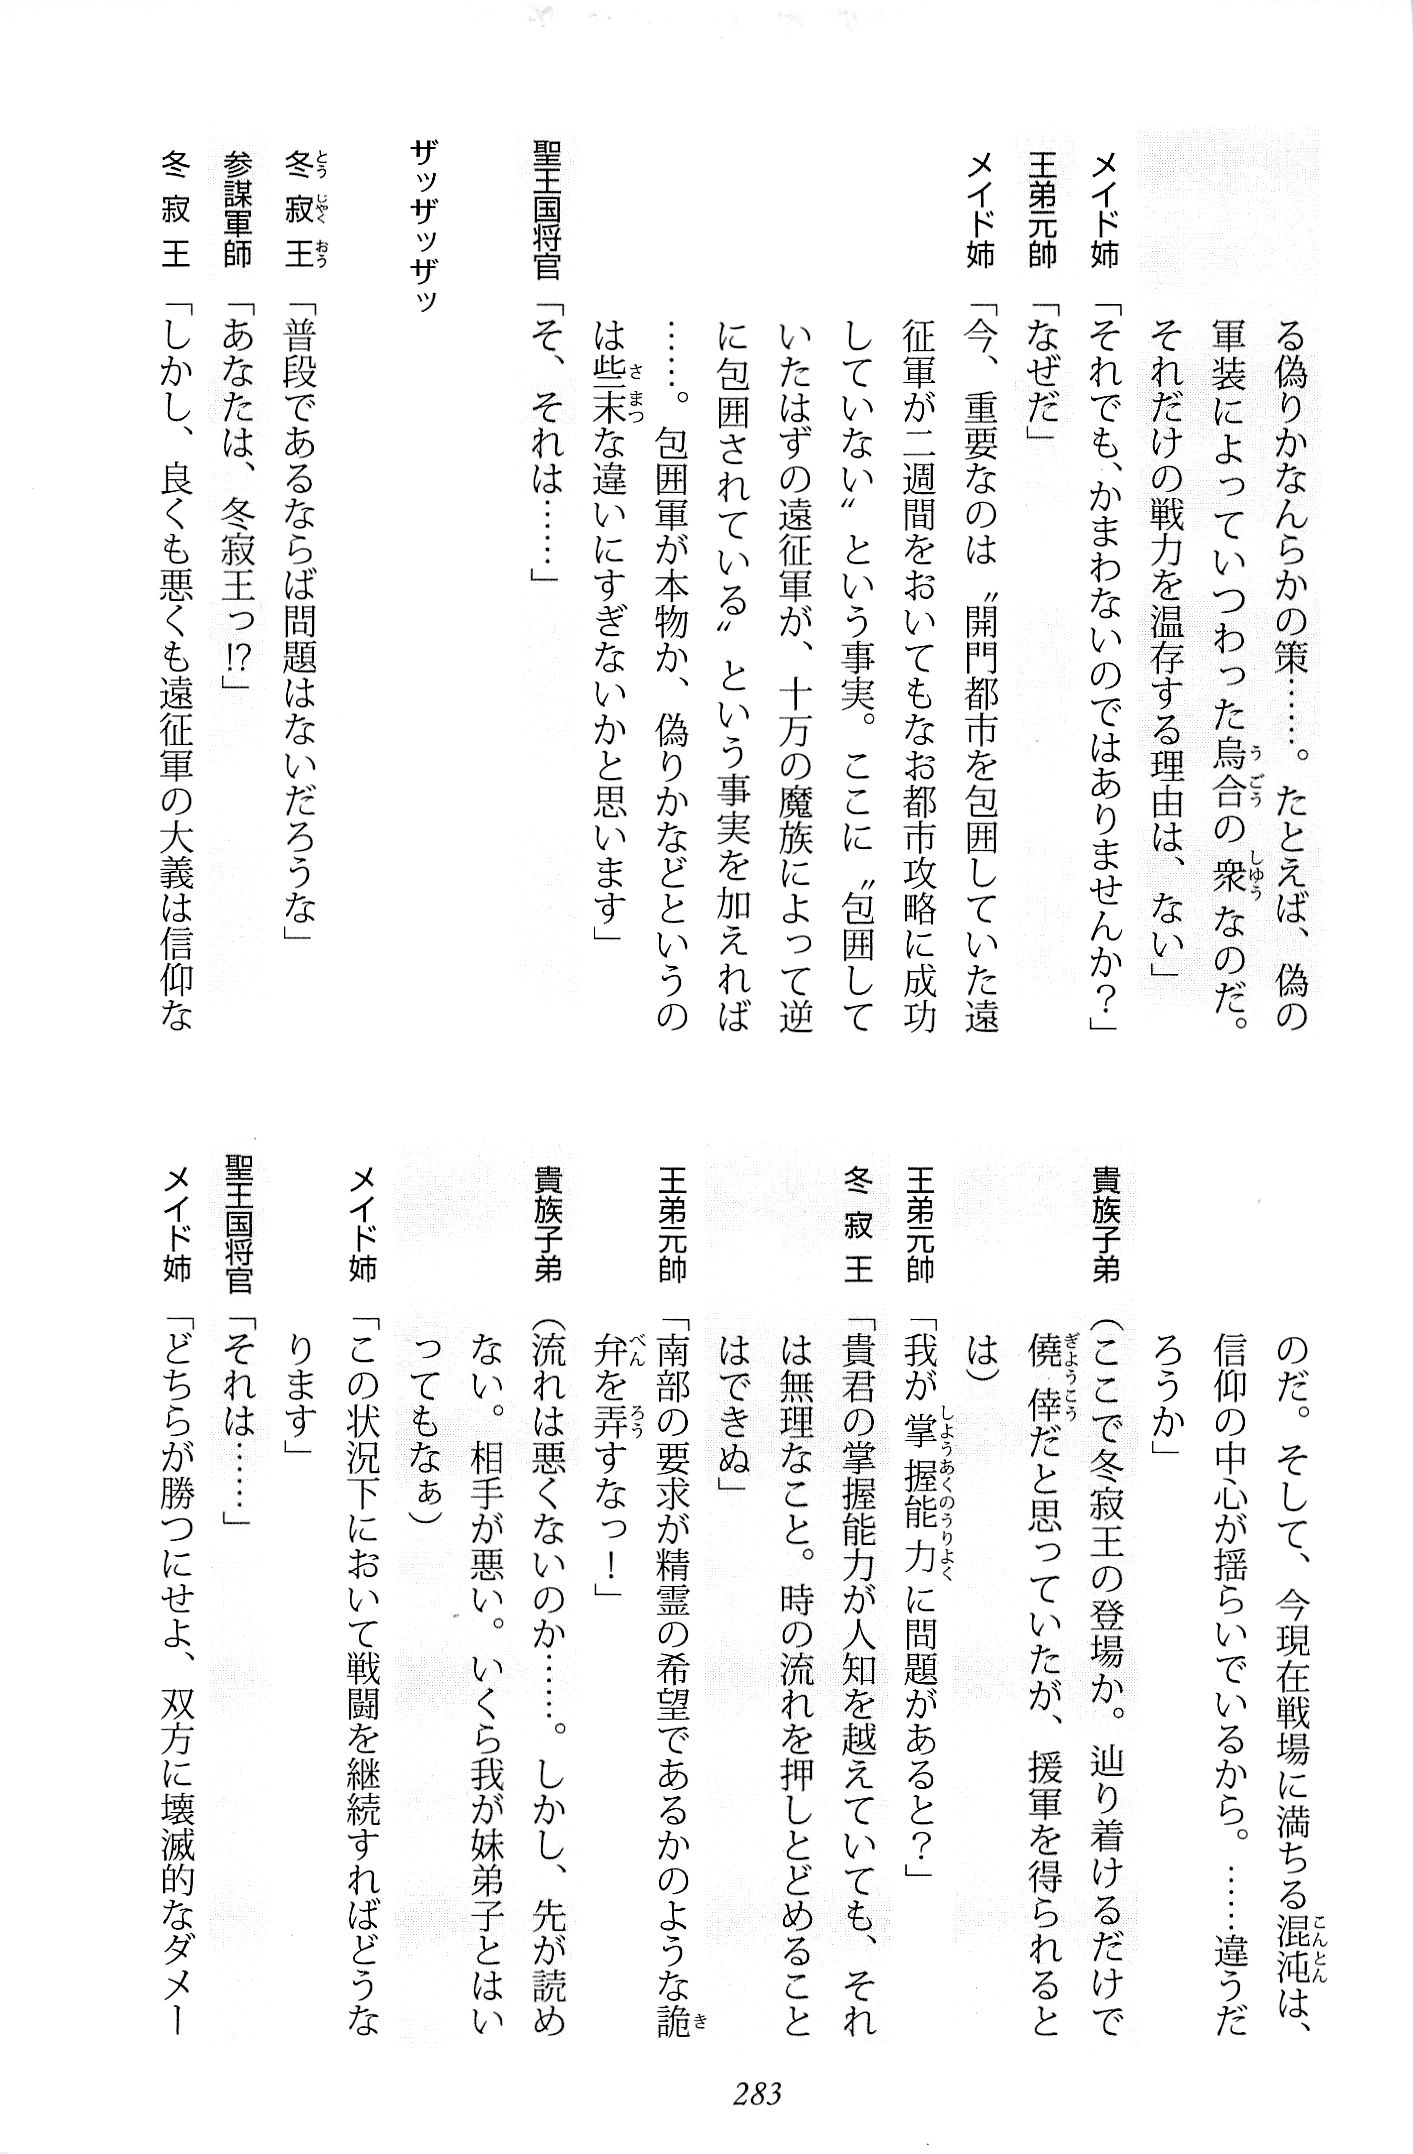 る偽りかなんらかの策……。たとえば、偽の
軍装によっていつわった烏合の衆なのだ。
それだけの戦力を温存する理由は、ない」
メイド姉「それでも、かまわないのではありませんか？」
王弟元帥「なぜだ」
メイド姉「今、重要なのは〝開門都市を包囲していた遠
征軍が二週間をおいてもなお都市攻略に成功
していない〟という事実。ここに〝包囲して
いたはずの遠征軍が、十万の魔族によって逆
に包囲されている〟という事実を加えれば
……。包囲軍が本物か、偽りかなどというの
は些末な違いにすぎないかと思います」
聖王国将官「そ、それは……」
ザッザッザッ
冬寂王「普段であるならば問題はないだろうな」
参謀軍師「あなたは、冬寂王っ!?」
冬寂王「しかし、良くも悪くも遠征軍の大義は信仰な
のだ。そして、今現在戦場に満ちる混沌は、
信仰の中心が揺らいでいるから。……違うだ
ろうか」
貴族子弟（ここで冬寂王の登場か。辿り着けるだけで
僥倖だと思っていたが、援軍を得られると
は）
王弟元帥「我が掌握能力に問題があると？」
冬寂王「貴君の掌握能力が人知を越えていても、それ
は無理なこと。時の流れを押しとどめること
はできぬ」
王弟元帥「南部の要求が精霊の希望であるかのような詭
弁を弄すなっ！」
貴族子弟（流れは悪くないのか……。しかし、先が読め
ない。相手が悪い。いくら我が妹弟子とはい
ってもなぁ）
メイド姉「この状況下において戦闘を継続すればどうな
ります」
聖王国将官「それは……」
メイド姉「どちらが勝つにせよ、双方に壊滅的なダメー
283